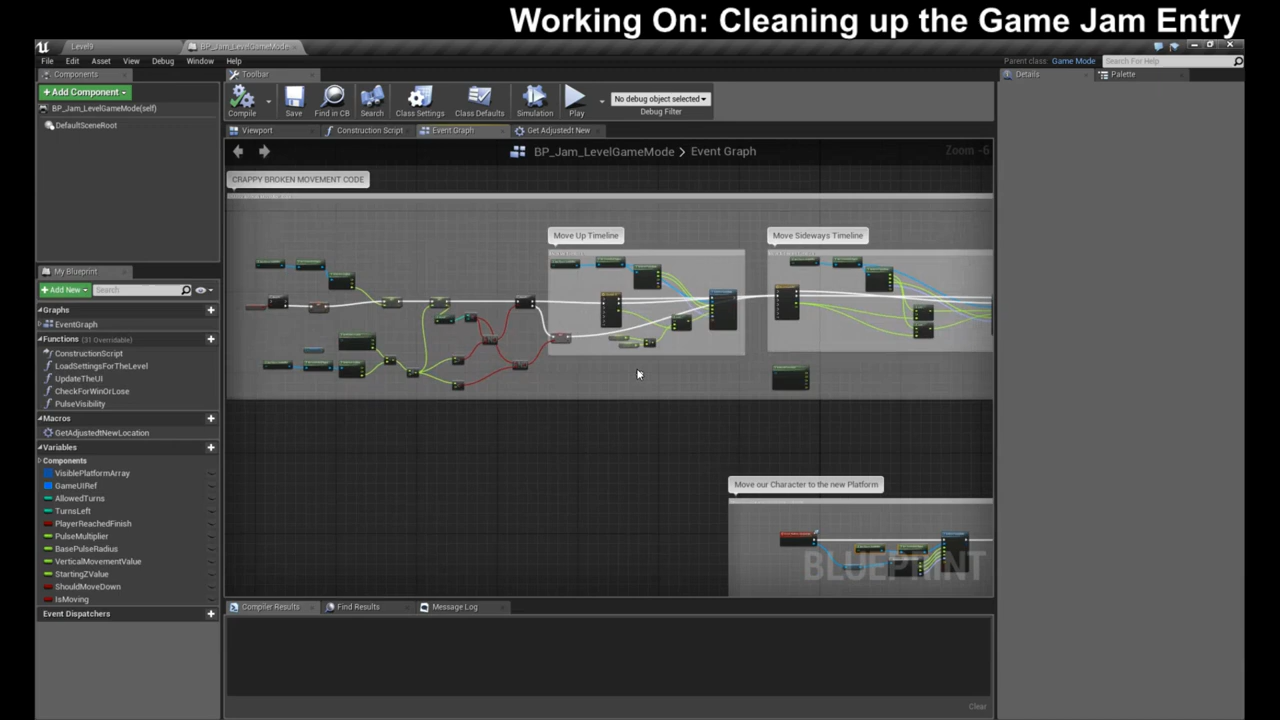 Working On: Cleaning up the Game Jam Entry
Level9
BP_Jam_LevelGameMode
File Edit Asset View Debug Window Help
Parent class: Game Mode
Search For Help
Components
Toolbar
Details
Palette
+Add Component
BP_Jam_LevelGameMode(self)
DefaultSceneRoot
Compile
Save
Find in CB
Search
Class Settings
Class Defaults
Simulation
Play
No debug object selected
Debug Filter
Viewport
Construction Script
Event Graph
Get Adjustedt New
BP_Jam_LevelGameMode > Event Graph
Zoom -6
CRAPPY BROKEN MOVEMENT CODE
Move Up Timeline
Move Sideways Timeline
Move our Character to the new Platform
BLUEPRINT
My Blueprint
+Add New
Search
Graphs
EventGraph
Functions (31 Overridable)
ConstructionScript
LoadSettingsForTheLevel
UpdateTheUI
CheckForWinOrLose
PulseVisibility
Macros
GetAdjustedNewLocation
Variables
Components
VisiblePlatformArray
GameUIRef
AllowedTurns
TurnsLeft
PlayerReachedFinish
PulseMultiplier
BasePulseRadius
VerticalMovementValue
StartingZValue
ShouldMoveDown
IsMoving
Event Dispatchers
Compiler Results
Find Results
Message Log
Clear